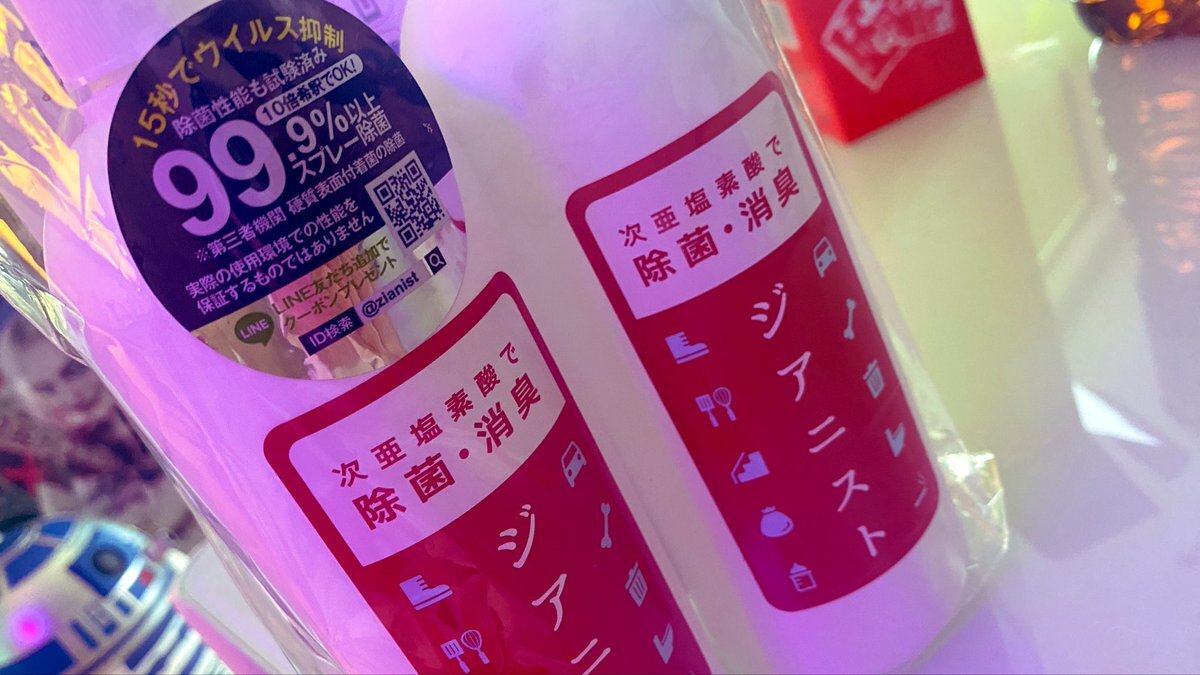 15秒でウイルス抑制
除菌性能も試験済み
10倍希釈でOK!
99.9%以上
スプレー除菌
※第三者機関 硬質表面付着菌の除菌
実際の使用環境での性能を
保証するものではありません
LINE
LINE友だち追加で
クーポンプレゼント
ID検索 @zianist
次亜塩素酸で
除菌・消臭
ジアニ
次亜塩素酸で
除菌・消臭
ジアニスト